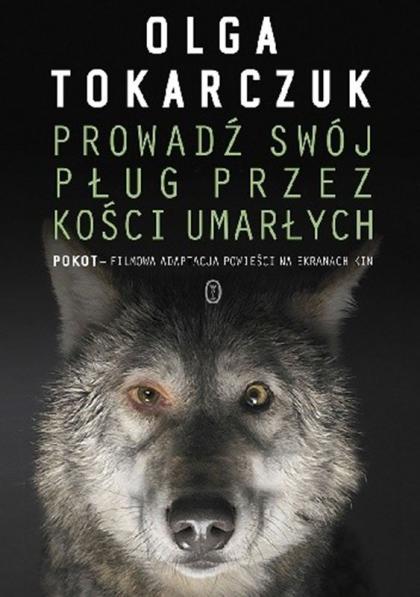 OLGA
TOKARCZUK
PROWADŹ SWÓJ
PŁUG PRZEZ
KOŚCI UMARŁYCH
POKOT – FILMOWA ADAPTACJA POWIEŚCI NA EKRANACH KIN